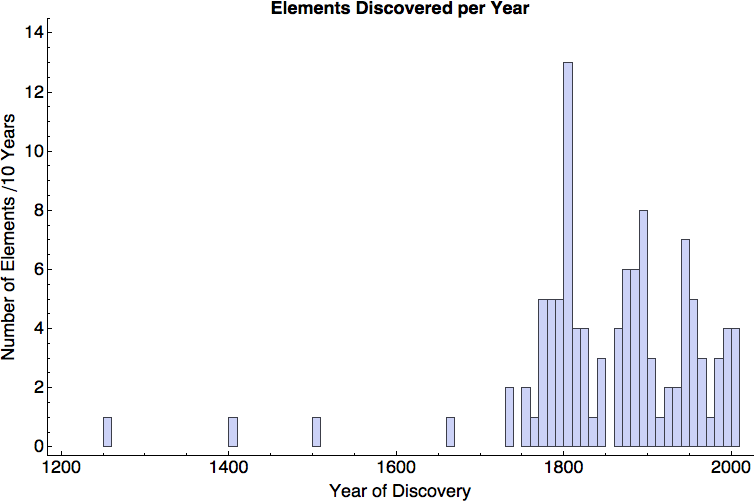 Elements Discovered per Year
Number of Elements /10 Years
14
12
10
8
6
4
2
0
1200 1400 1600 1800 2000
Year of Discovery